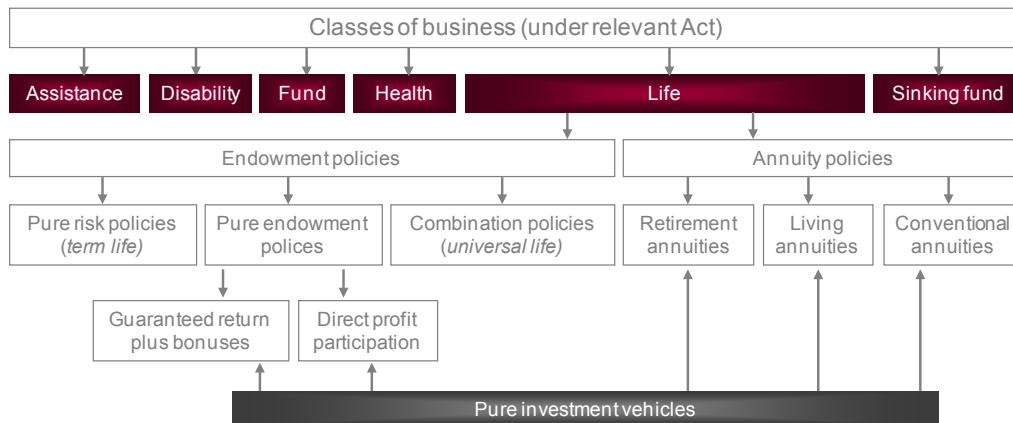 Classes of business (under relevant Act)
Assistance
Disability
Fund
Health
Life
Sinking fund
Endowment policies
Annuity policies
Pure risk policies
(term life)
Pure endowment
polices
Combination policies
(universal life)
Retirement
annuities
Living
annuities
Conventional
annuities
Guaranteed return
plus bonuses
Direct profit
participation
Pure investment vehicles